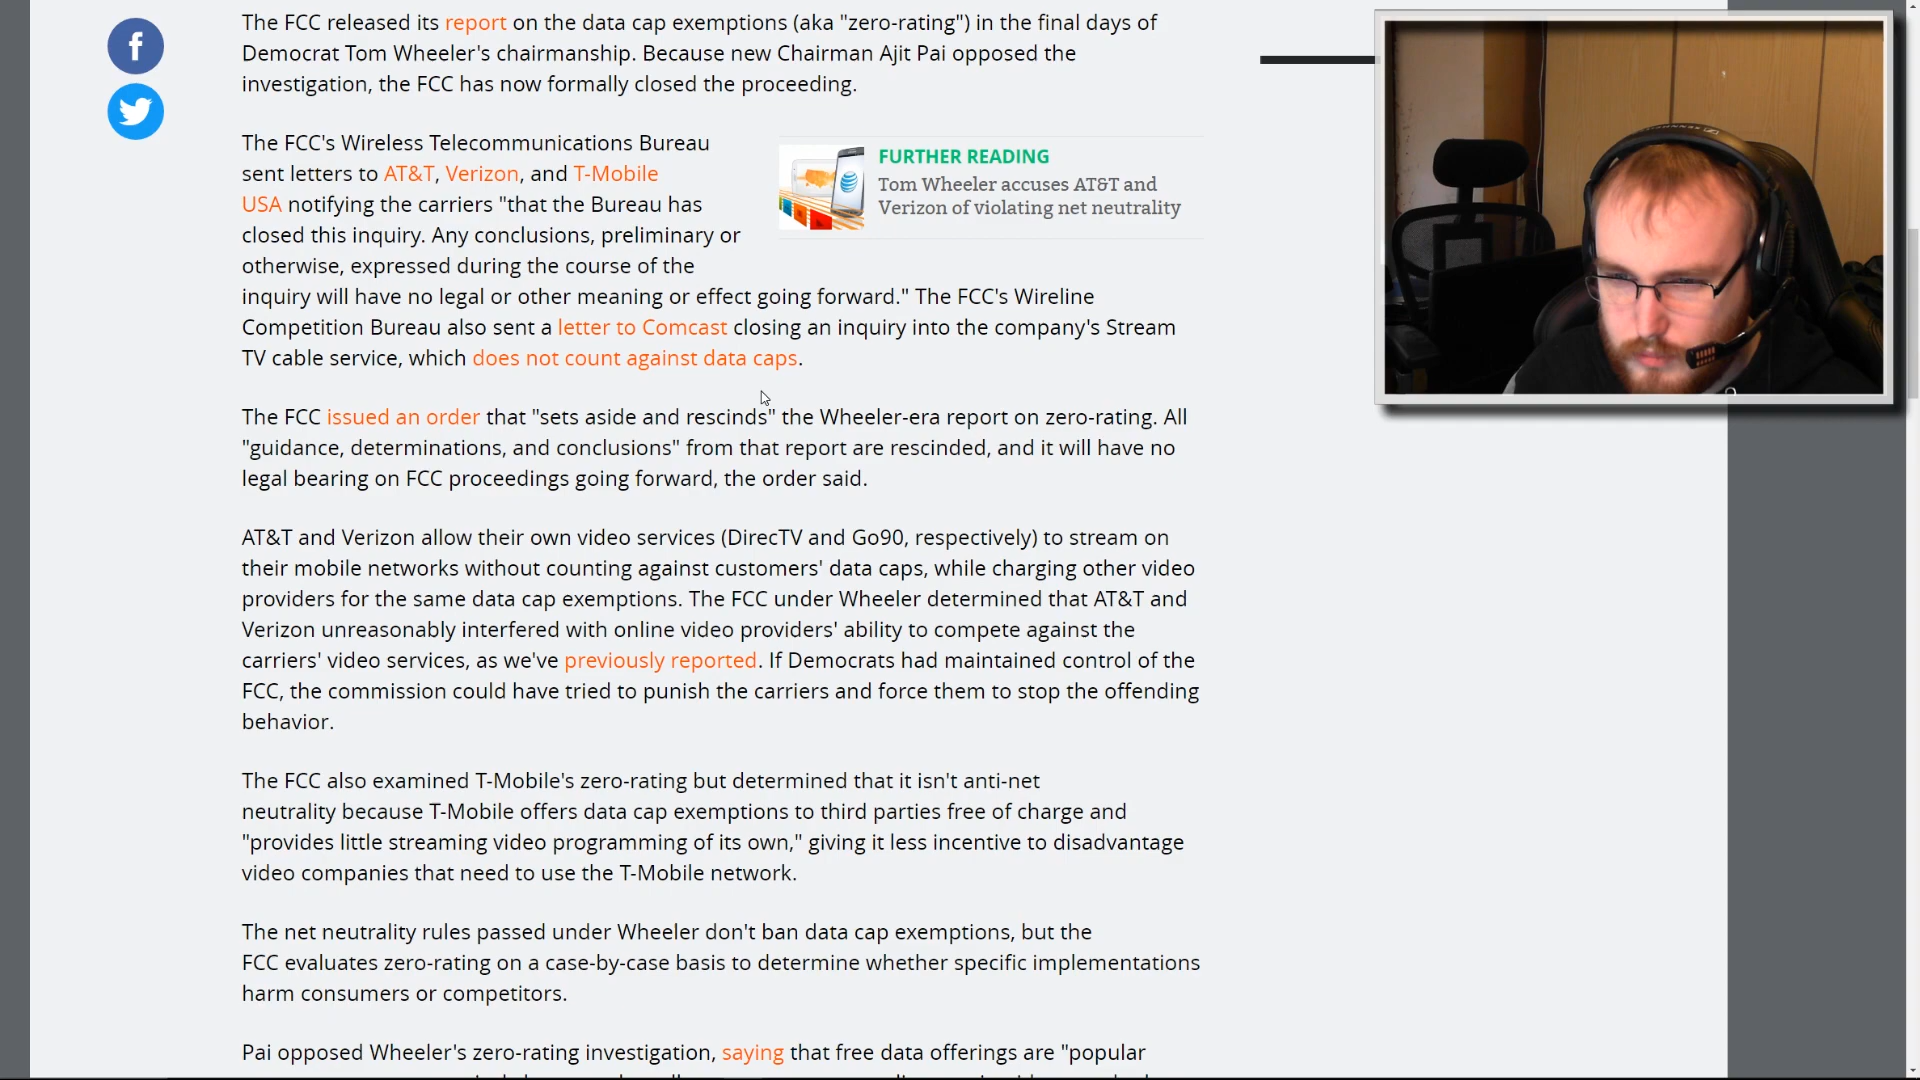 The FCC released its report on the data cap exemptions (aka "zero-rating") in the final days of
Democrat Tom Wheeler's chairmanship. Because new Chairman Ajit Pai opposed the
investigation, the FCC has now formally closed the proceeding.
The FCC's Wireless Telecommunications Bureau
sent letters to AT&T, Verizon, and T-Mobile
USA notifying the carriers "that the Bureau has
closed this inquiry. Any conclusions, preliminary or
otherwise, expressed during the course of the
FURTHER READING
Tom Wheeler accuses AT&T and
Verizon of violating net neutrality
inquiry will have no legal or other meaning or effect going forward." The FCC's Wireline
Competition Bureau also sent a letter to Comcast closing an inquiry into the company's Stream
TV cable service, which does not count against data caps.
The FCC issued an order that "sets aside and rescinds" the Wheeler-era report on zero-rating. All
"guidance, determinations, and conclusions" from that report are rescinded, and it will have no
legal bearing on FCC proceedings going forward, the order said.
AT&T and Verizon allow their own video services (DirecTV and Go90, respectively) to stream on
their mobile networks without counting against customers' data caps, while charging other video
providers for the same data cap exemptions. The FCC under Wheeler determined that AT&T and
Verizon unreasonably interfered with online video providers' ability to compete against the
carriers' video services, as we've previously reported. If Democrats had maintained control of the
FCC, the commission could have tried to punish the carriers and force them to stop the offending
behavior.
The FCC also examined T-Mobile's zero-rating but determined that it isn't anti-net
neutrality because T-Mobile offers data cap exemptions to third parties free of charge and
"provides little streaming video programming of its own," giving it less incentive to disadvantage
video companies that need to use the T-Mobile network.
The net neutrality rules passed under Wheeler don't ban data cap exemptions, but the
FCC evaluates zero-rating on a case-by-case basis to determine whether specific implementations
harm consumers or competitors.
Pai opposed Wheeler's zero-rating investigation, saying that free data offerings are "popular